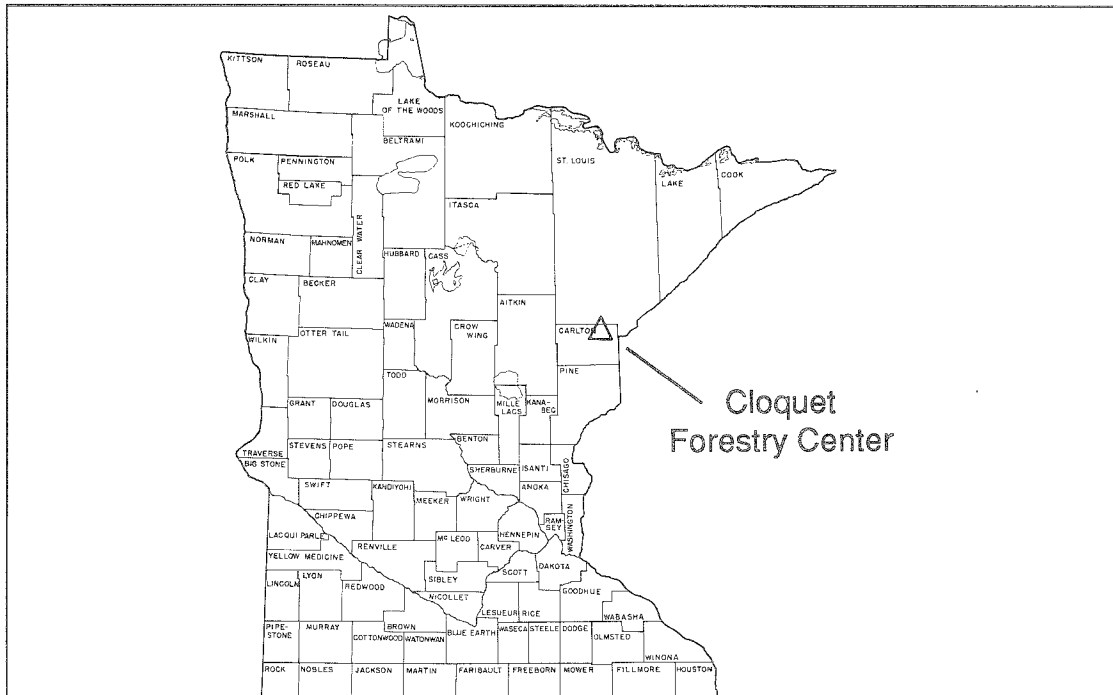 KITTSON
ROSEAU
LAKE
OF THE WOODS
KOOCHICHING
MARSHALL
BELTRAMI
ST. LOUIS
POLK
PENNINGTON
LAKE
COOK
RED LAKE
CLEAR WATER
ITASCA
NORMAN
MAHNOMEN
HUBBARD
CASS
CLAY
BECKER
AITKIN
OTTER TAIL
WADENA
CROW
WING
CARLTON
WILKIN
PINE
TODD
MORRISON
MILLE
LACS
KANA-
BEC
Cloquet
Forestry Center
GRANT
DOUGLAS
BENTON
STEVENS
POPE
STEARNS
TRAVERSE
BIG STONE
SHERBURNE
ISANTI
CHISAGO
ANOKA
SWIFT
KANDIYOHI
MEEKER
WRIGHT
CHIPPEWA
RAM-
SEY
WASHINGTON
HENNEPIN
LACQUI PARLE
RENVILLE
Mc LEOD
CARVER
YELLOW MEDICINE
DAKOTA
SCOTT
LINCOLN
LYON
REDWOOD
SIBLEY
GOODHUE
NICOLLET
LESUEUR
RICE
WABASHA
PIPE-
STONE
MURRAY
BROWN
COTTONWOOD
WATONWAN
BLUE EARTH
WASECA
STEELE
DODGE
OLMSTED
WINONA
ROCK
NOBLES
JACKSON
MARTIN
FARIBAULT
FREEBORN
MOWER
FILLMORE
HOUSTON